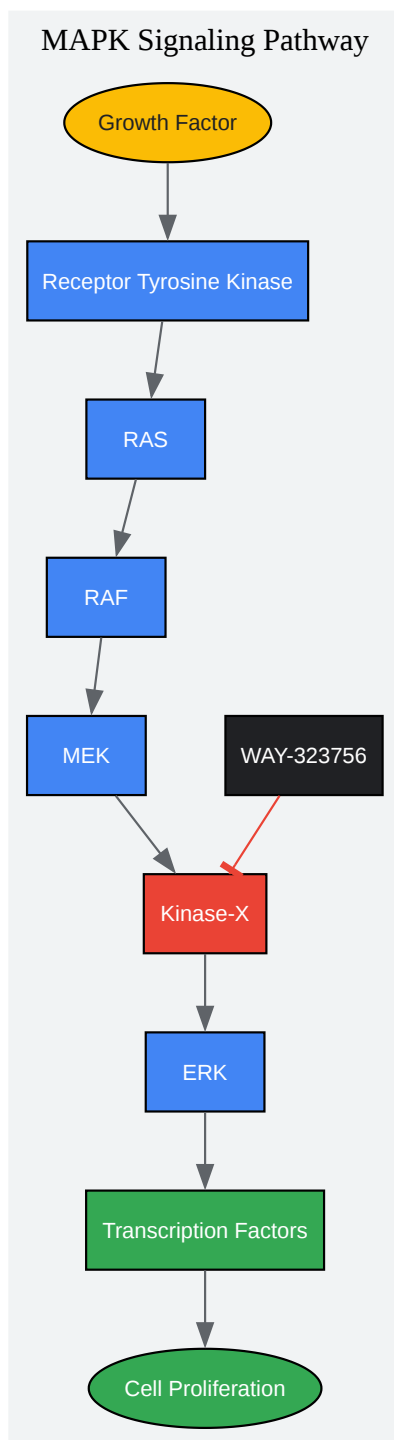 MAPK Signaling Pathway
Growth Factor
Receptor Tyrosine Kinase
RAS
RAF
MEK
WAY-323756
Kinase-X
ERK
Transcription Factors
Cell Proliferation